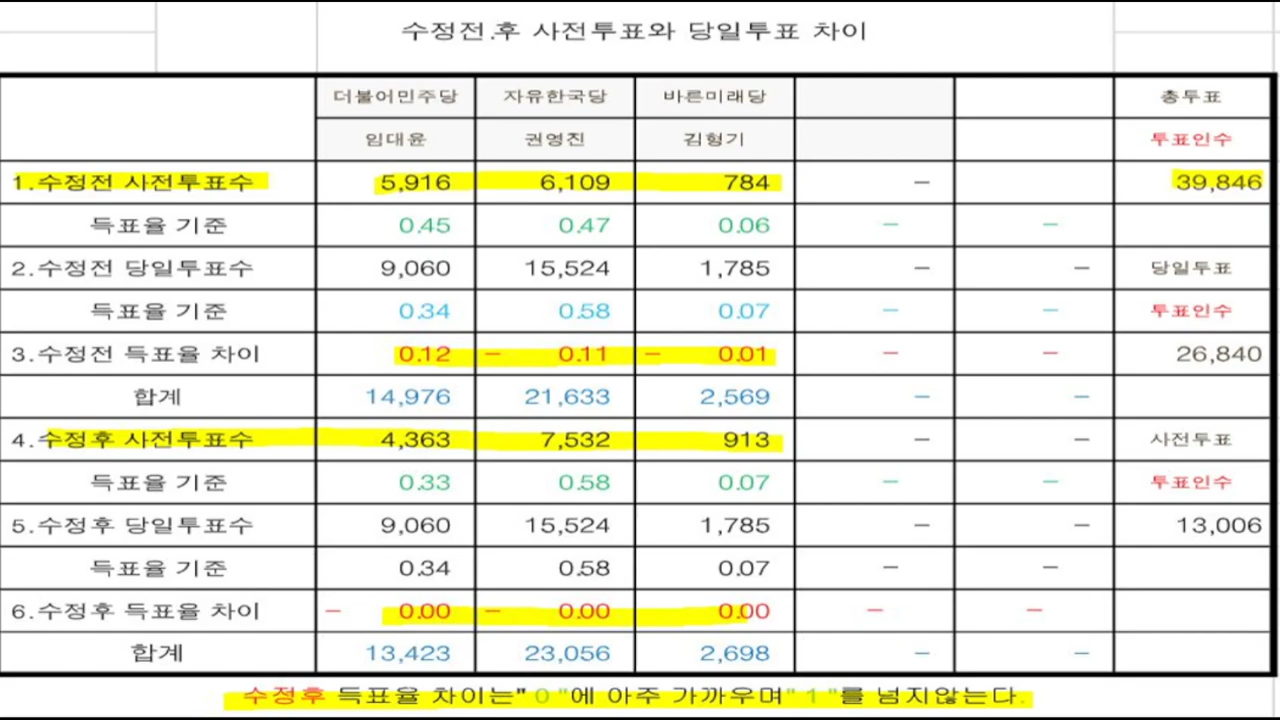 수정전.후 사전투표와 당일투표 차이
더불어민주당 자유한국당 바른미래당 총투표
임대윤 권영진 김형기 투표인수
1.수정전 사전투표수 5,916 6,109 784 – 39,846
득표율 기준 0.45 0.47 0.06 – –
2.수정전 당일투표수 9,060 15,524 1,785 – – 당일투표
득표율 기준 0.34 0.58 0.07 – – 투표인수
3.수정전 득표율 차이 0.12 – 0.11 – 0.01 – – 26,840
합계 14,976 21,633 2,569 – –
4.수정후 사전투표수 4,363 7,532 913 – – 사전투표
득표율 기준 0.33 0.58 0.07 – – 투표인수
5.수정후 당일투표수 9,060 15,524 1,785 – – 13,006
득표율 기준 0.34 0.58 0.07 – –
6.수정후 득표율 차이 – 0.00 – 0.00 0.00 – –
합계 13,423 23,056 2,698 – –
수정후 득표율 차이는" 0 "에 아주 가까우며" 1 "를 넘지않는다.